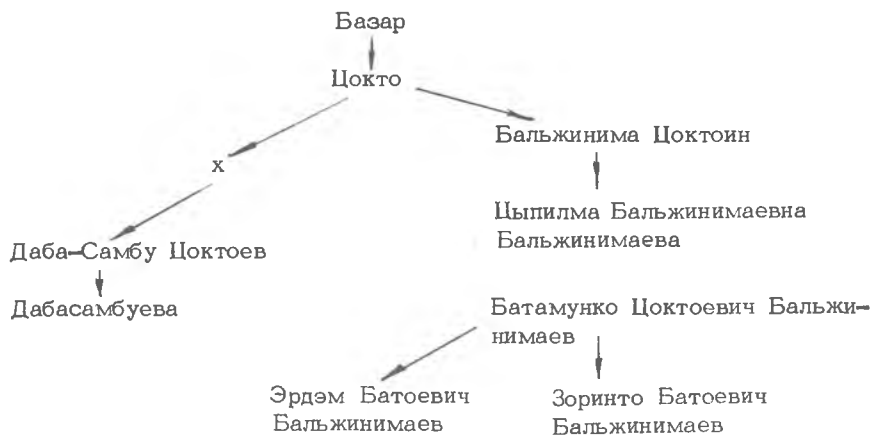 Базар
Цокто
Бальжинима Цоктоин
х
Цыпилма Бальжинимаевна
Бальжинимаева
Даба-Самбу Цоктоев
Дабасамбуева
Батамунко Цоктоевич Бальжи-
нимаев
Эрдэм Батоевич
Бальжинимаев
Зоринто Батоевич
Бальжинимаев